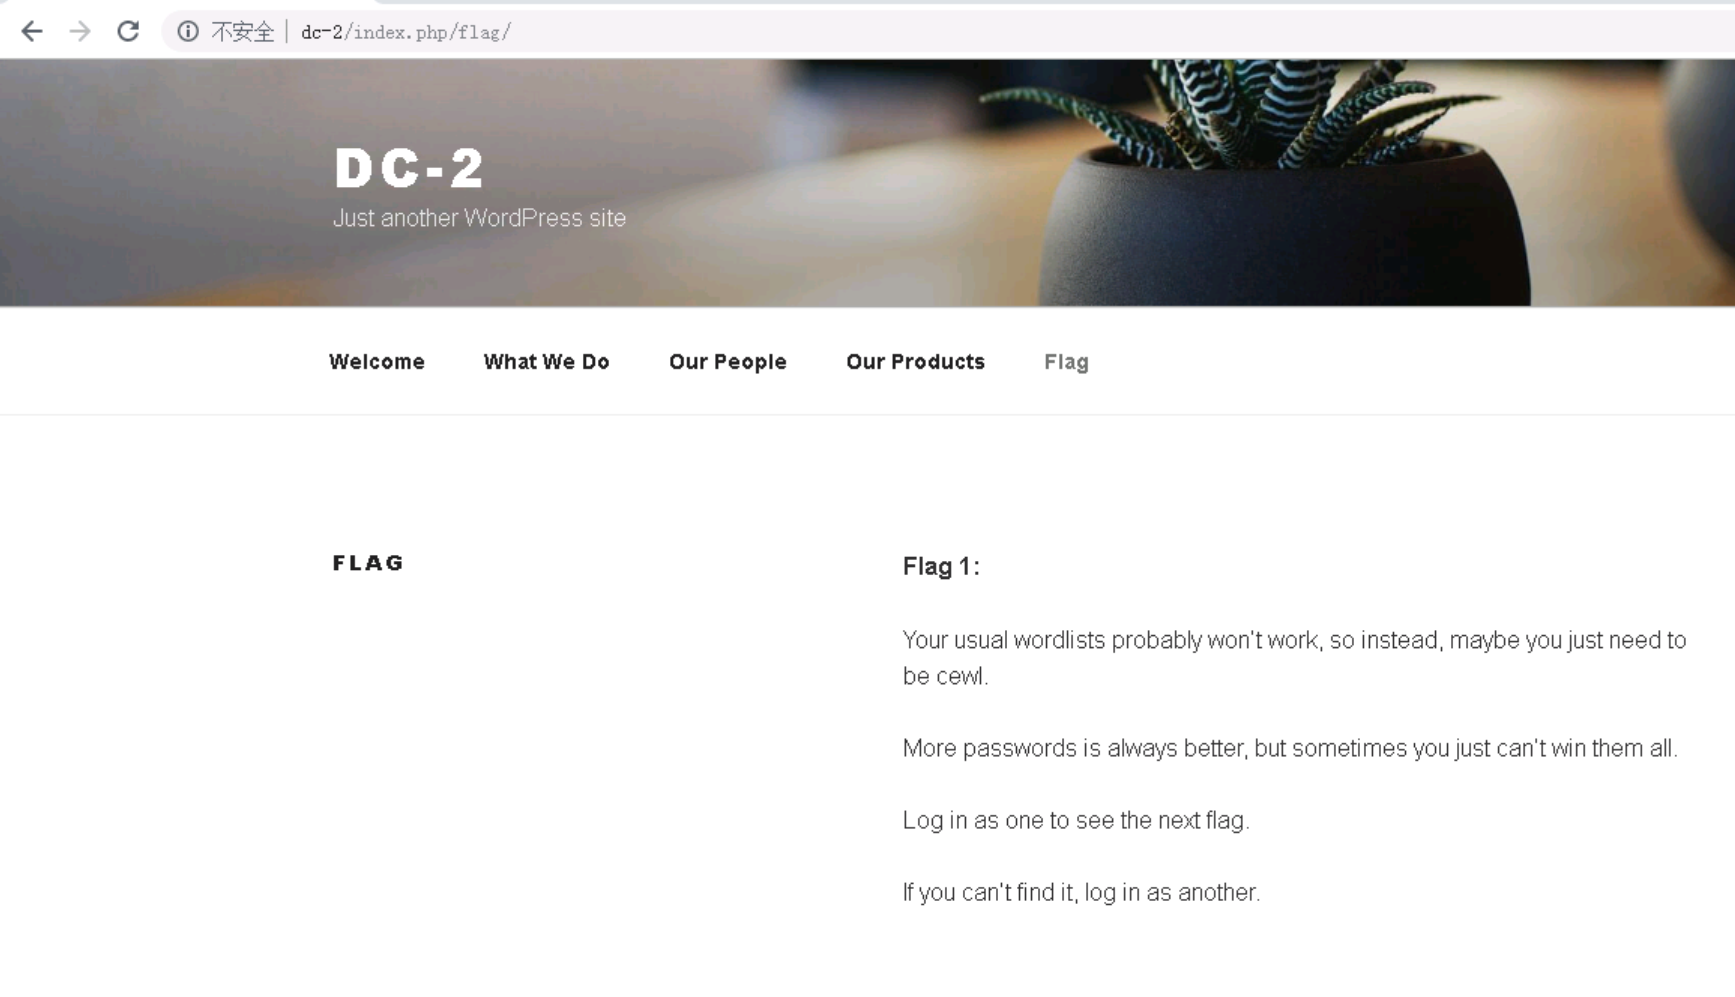 不安全 | dc-2/index.php/flag/
DC-2
Just another WordPress site
Welcome What We Do Our People Our Products Flag
FLAG
Flag 1:
Your usual wordlists probably won't work, so instead, maybe you just need to
be cewl.
More passwords is always better, but sometimes you just can't win them all.
Log in as one to see the next flag.
If you can't find it, log in as another.